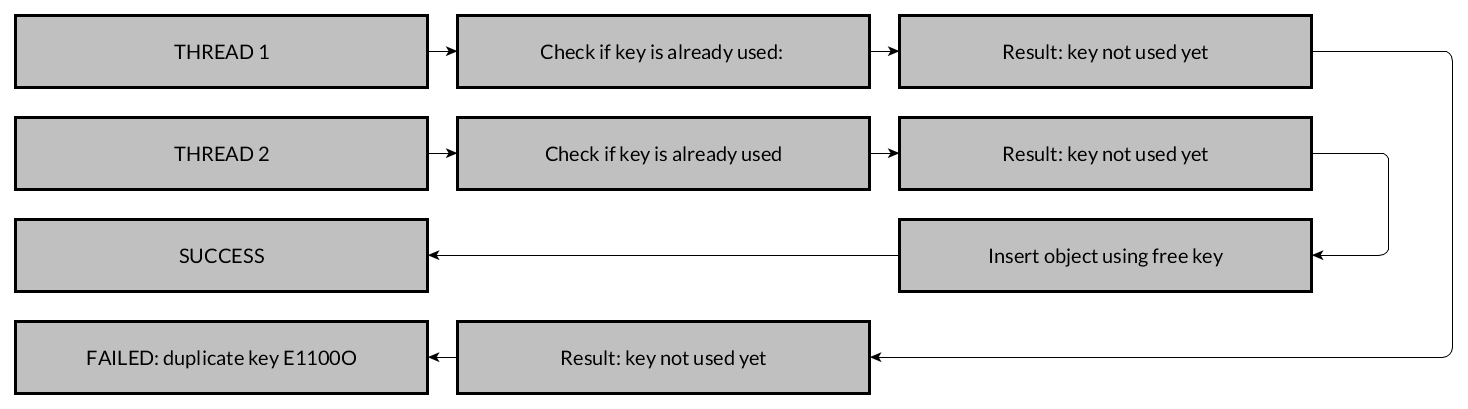 THREAD 1
Check if key is already used:
Result: key not used yet
THREAD 2
Check if key is already used
Result: key not used yet
SUCCESS
Insert object using free key
FAILED: duplicate key E1100O
Result: key not used yet